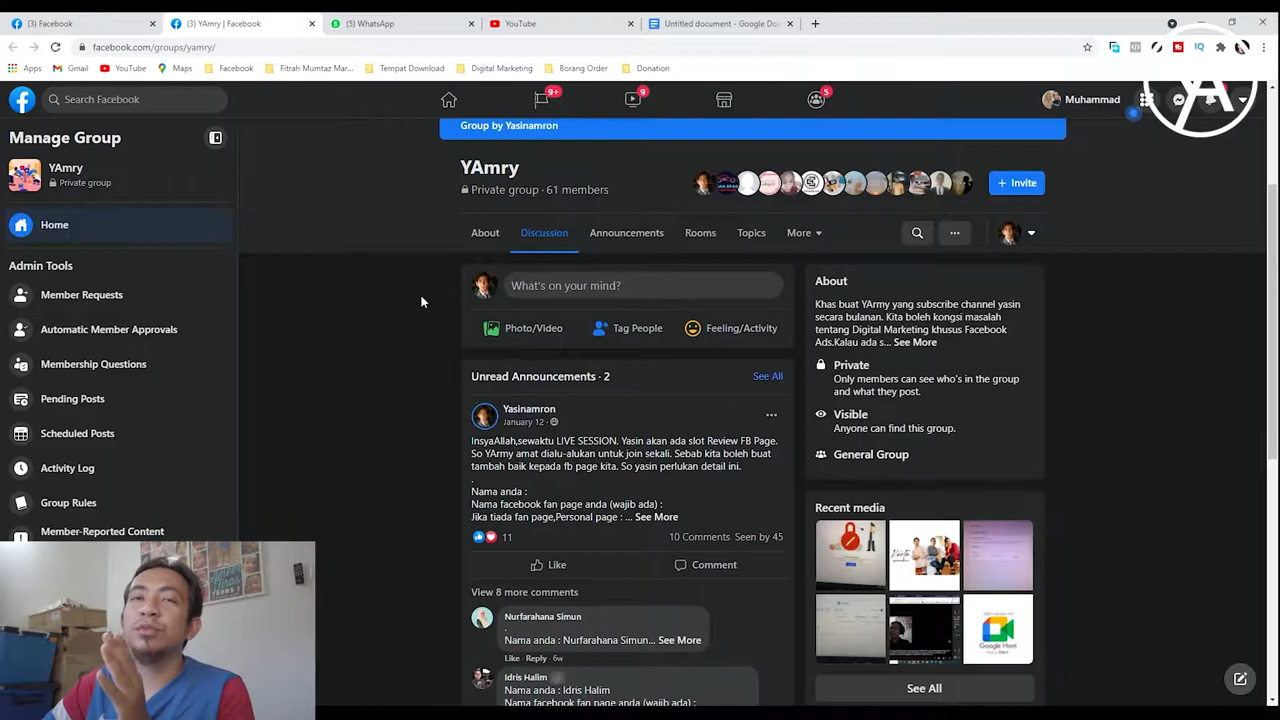 (3) Facebook
(3) YAmry | Facebook
(5) WhatsApp
YouTube
Untitled document - Google Doc
facebook.com/groups/yamry/
Apps
Gmail
YouTube
Maps
Facebook
Fitrah Mumtaz Mar...
Tempat Download
Digital Marketing
Borang Order
Donation
Search Facebook
9+
9
5
Muhammad
Manage Group
YAmry
Private group
Home
Admin Tools
Member Requests
Automatic Member Approvals
Membership Questions
Pending Posts
Scheduled Posts
Activity Log
Group Rules
Member-Reported Content
Group by Yasinamron
YAmry
Private group · 61 members
+ Invite
About
Discussion
Announcements
Rooms
Topics
More
What's on your mind?
Photo/Video
Tag People
Feeling/Activity
Unread Announcements · 2
See All
Yasinamron
January 12 ·
InsyaAllah,sewaktu LIVE SESSION. Yasin akan ada slot Review FB Page.
So YArmy amat dialu-alukan untuk join sekali. Sebab kita boleh buat
tambah baik kepada fb page kita. So yasin perlukan detail ini.
.
Nama anda :
Nama facebook fan page anda (wajib ada) :
Jika tiada fan page,Personal page : ... See More
11
10 Comments Seen by 45
Like
Comment
View 8 more comments
Nurfarahana Simun
.
Nama anda : Nurfarahana Simun... See More
Like · Reply · 6w
Idris Halim
Nama anda : Idris Halim
Nama facebook fan page anda (wajib ada) :
About
Khas buat YArmy yang subscribe channel yasin
secara bulanan. Kita boleh kongsi masalah
tentang Digital Marketing khusus Facebook
Ads.Kalau ada s... See More
Private
Only members can see who's in the group
and what they post.
Visible
Anyone can find this group.
General Group
Recent media
Google Meet
See All